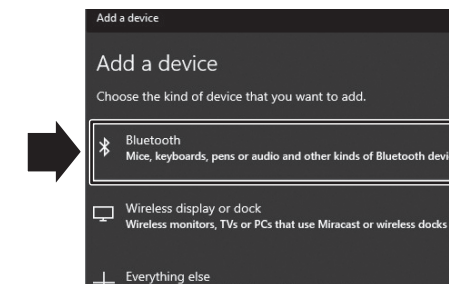 Add a device
Add a device
Choose the kind of device that you want to add.
Bluetooth
Mice, keyboards, pens or audio and other kinds of Bluetooth
Wireless display or dock
Wireless monitors, TVs or PCs that use Miracast or wireless docks
Everything else